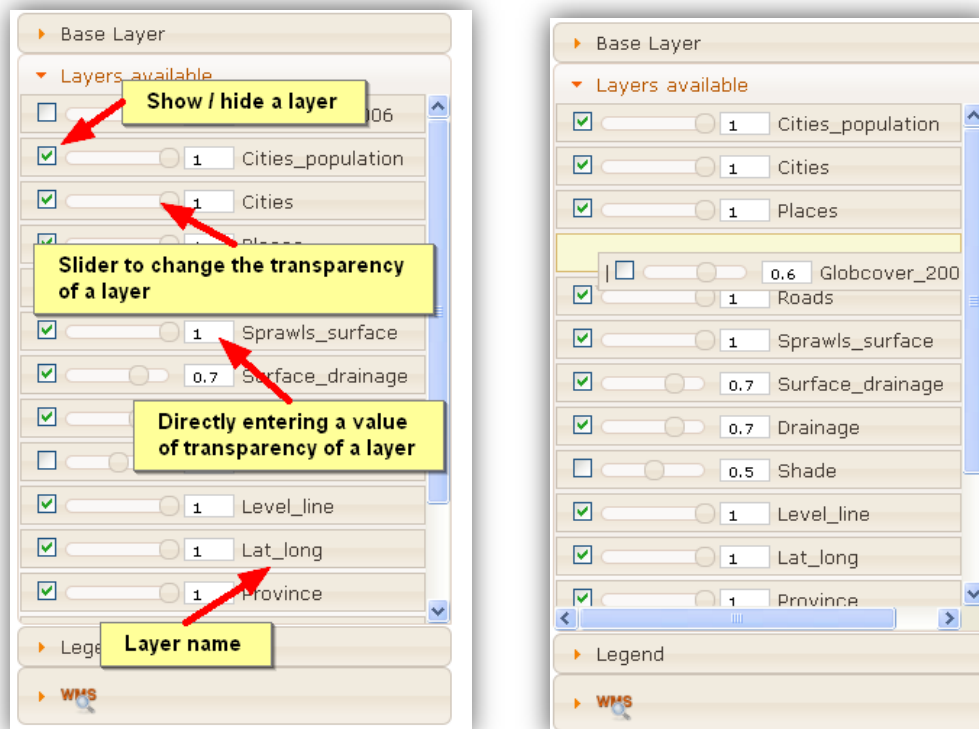 Base Layer
Layers available
Show / hide a layer
006
1 Cities_population
1 Cities
Slider to change the transparency
of a layer
1 Sprawls_surface
0.7 Surface_drainage
Directly entering a value
of transparency of a layer
1 Level_line
1 Lat_long
1 Province
Layer name
WMS
Base Layer
Layers available
1 Cities_population
1 Cities
1 Places
0.6 Globcover_200
1 Roads
1 Sprawls_surface
0.7 Surface_drainage
0.7 Drainage
0.5 Shade
1 Level_line
1 Lat_long
1 Province
Legend
WMS